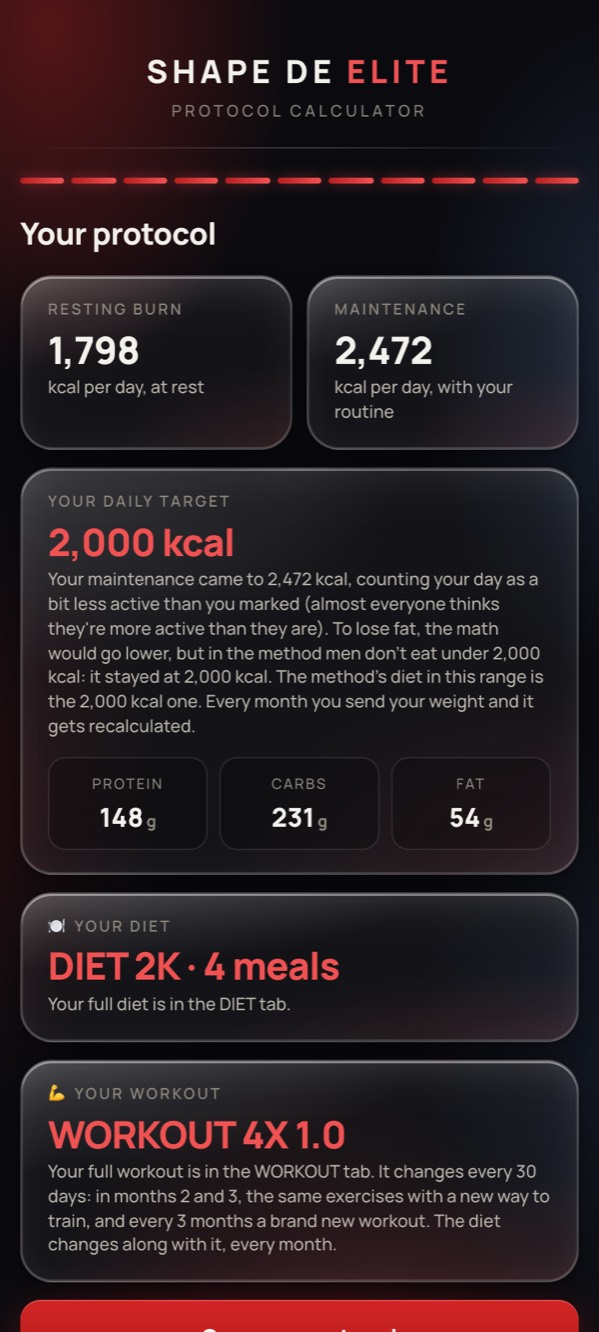 SHAPE DE ELITE
PROTOCOL CALCULATOR
Your protocol
RESTING BURN
1,798
kcal per day, at rest
MAINTENANCE
2,472
kcal per day, with your
routine
YOUR DAILY TARGET
2,000 kcal
Your maintenance came to 2,472 kcal, counting your day as a
bit less active than you marked (almost everyone thinks
they're more active than they are). To lose fat, the math
would go lower, but in the method men don't eat under 2,000
kcal: it stayed at 2,000 kcal. The method's diet in this range is
the 2,000 kcal one. Every month you send your weight and it
gets recalculated.
PROTEIN
148 g
CARBS
231 g
FAT
54 g
YOUR DIET
DIET 2K · 4 meals
Your full diet is in the DIET tab.
YOUR WORKOUT
WORKOUT 4X 1.0
Your full workout is in the WORKOUT tab. It changes every 30
days: in months 2 and 3, the same exercises with a new way to
train, and every 3 months a brand new workout. The diet
changes along with it, every month.